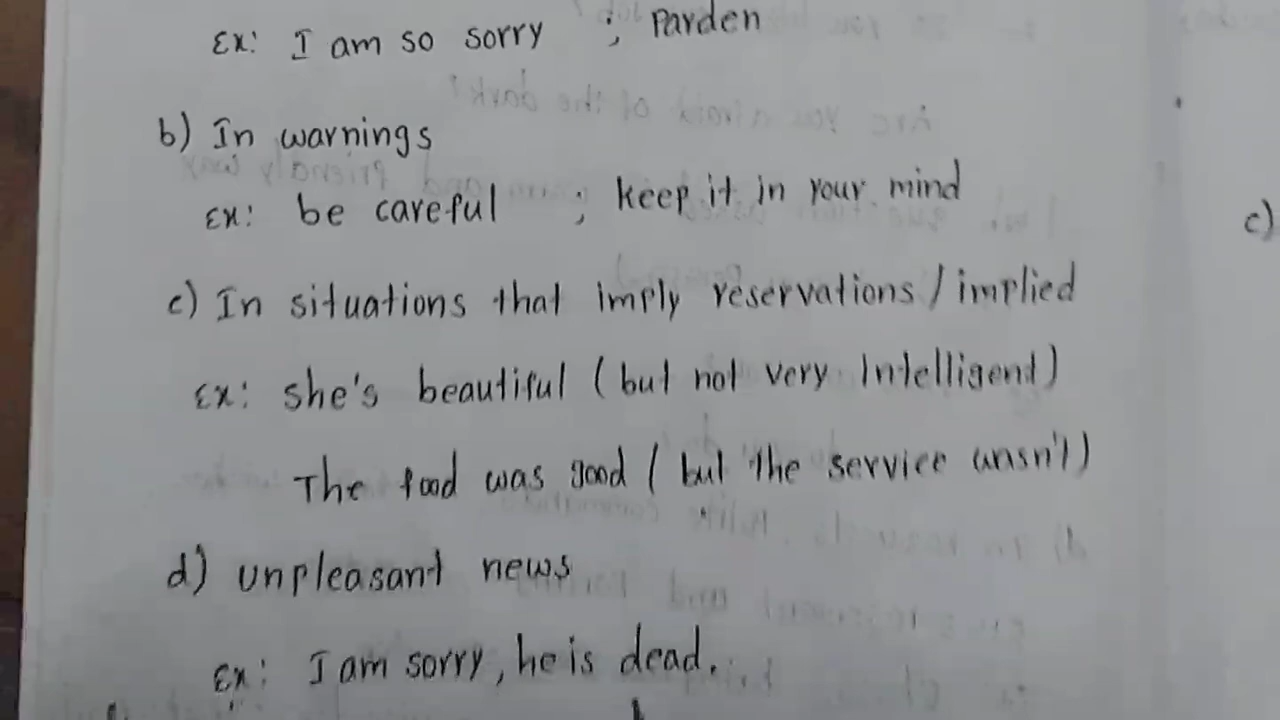 Ex: I am so sorry ; Parden
b) In warnings
Ex: be careful ; keep it in your mind
c) In situations that imply reservations / implied
Ex: she's beautiful (but not very Intelligent)
The food was good (but the service wasn't)
d) unpleasant news
Ex: I am sorry, he is dead.
c)